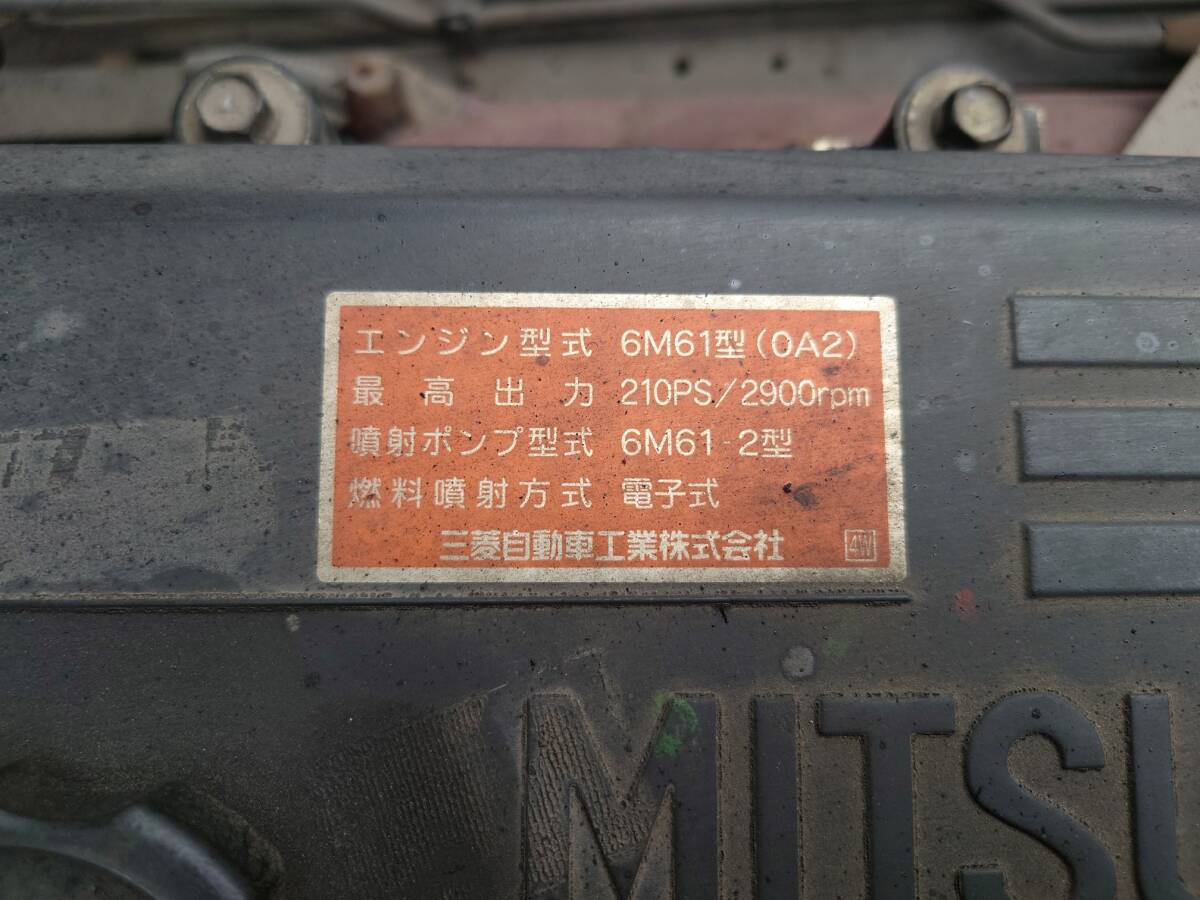 エンジン型式 6M61型(0A2)
最高出力 210PS/2900rpm
噴射ポンプ型式 6M61-2型
燃料噴射方式 電子式
三菱自動車工業株式会社 4W
MITSU